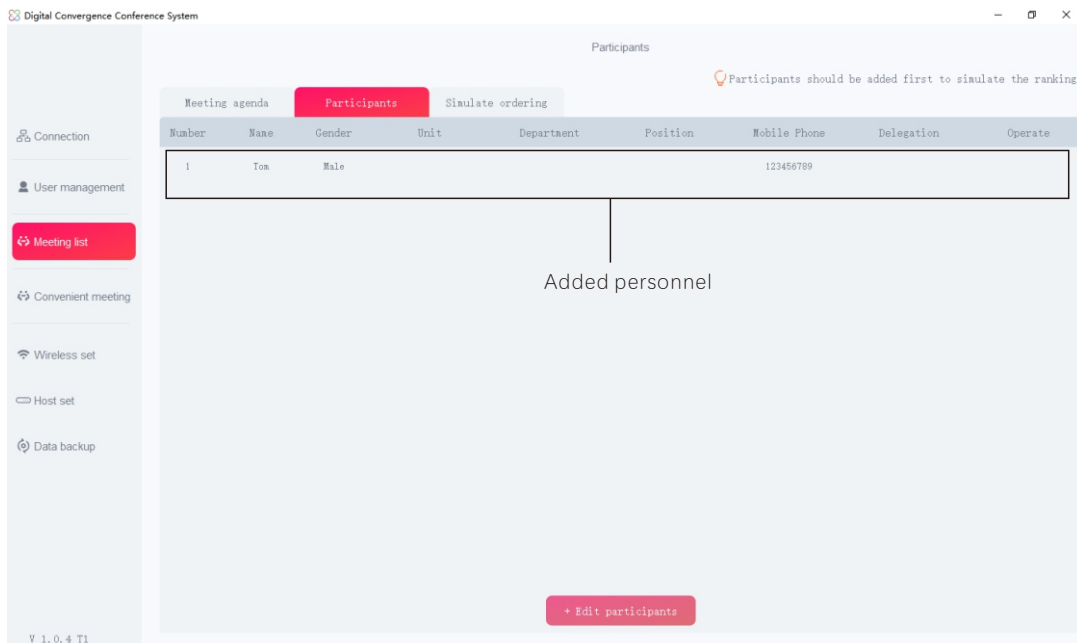 Digital Convergence Conference System
Participants
Participants should be added first to simulate the ranking
Meeting agenda Participants Simulate ordering
Number Name Gender Unit Department Position Mobile Phone Delegation Operate
1 Tom Male 123456789
Added personnel
Connection
User management
Meeting list
Convenient meeting
Wireless set
Host set
Data backup
+ Edit participants
V 1.0.4 T1